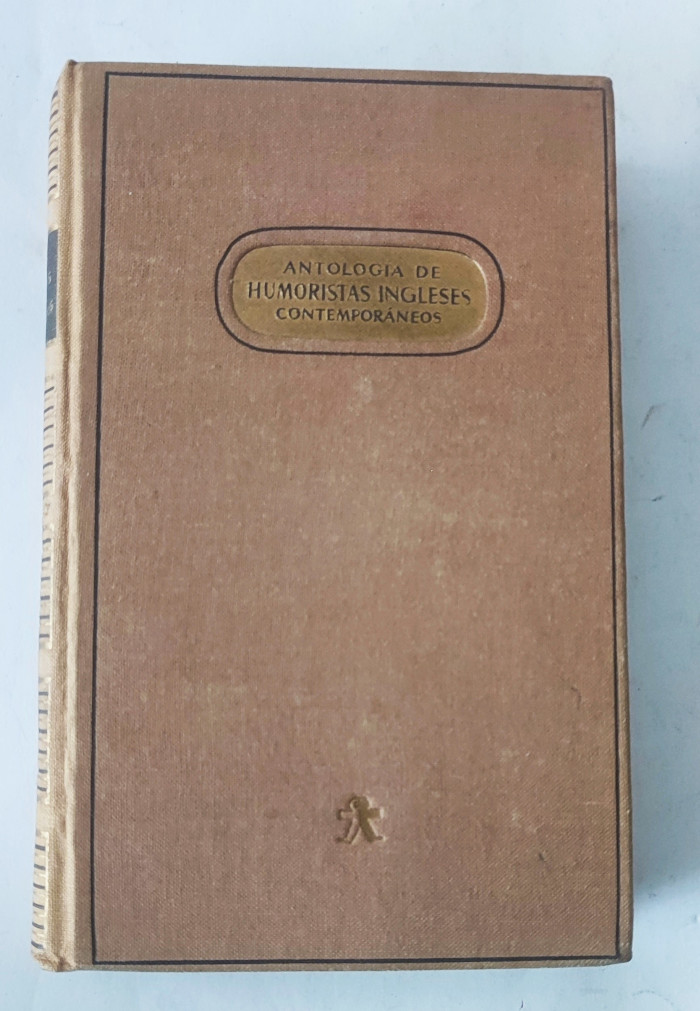 ANTOLOGIA DE
HUMORISTAS INGLESES
CONTEMPORÁNEOS